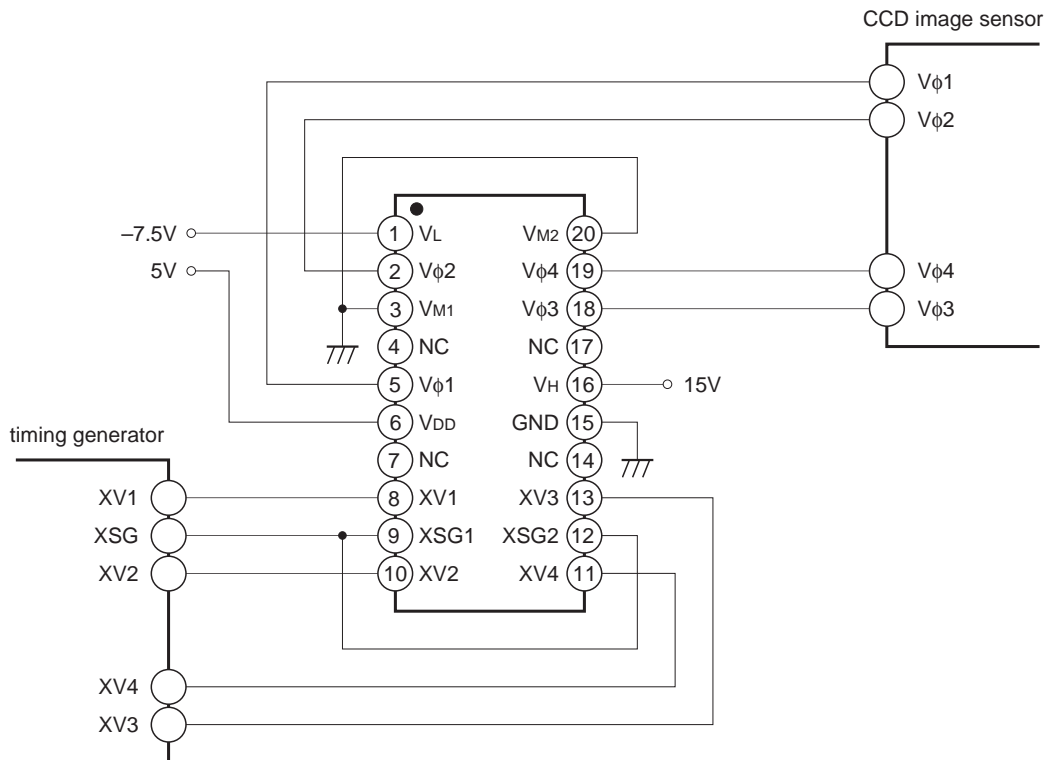 CCD image sensor
Vϕ1
Vϕ2
Vϕ4
Vϕ3
–7.5V
5V
1 VL
2 Vϕ2
3 VM1
4 NC
5 Vϕ1
6 VDD
7 NC
8 XV1
9 XSG1
10 XV2
VM2 20
Vϕ4 19
Vϕ3 18
NC 17
VH 16
15V
GND 15
NC 14
XV3 13
XSG2 12
XV4 11
timing generator
XV1
XSG
XV2
XV4
XV3